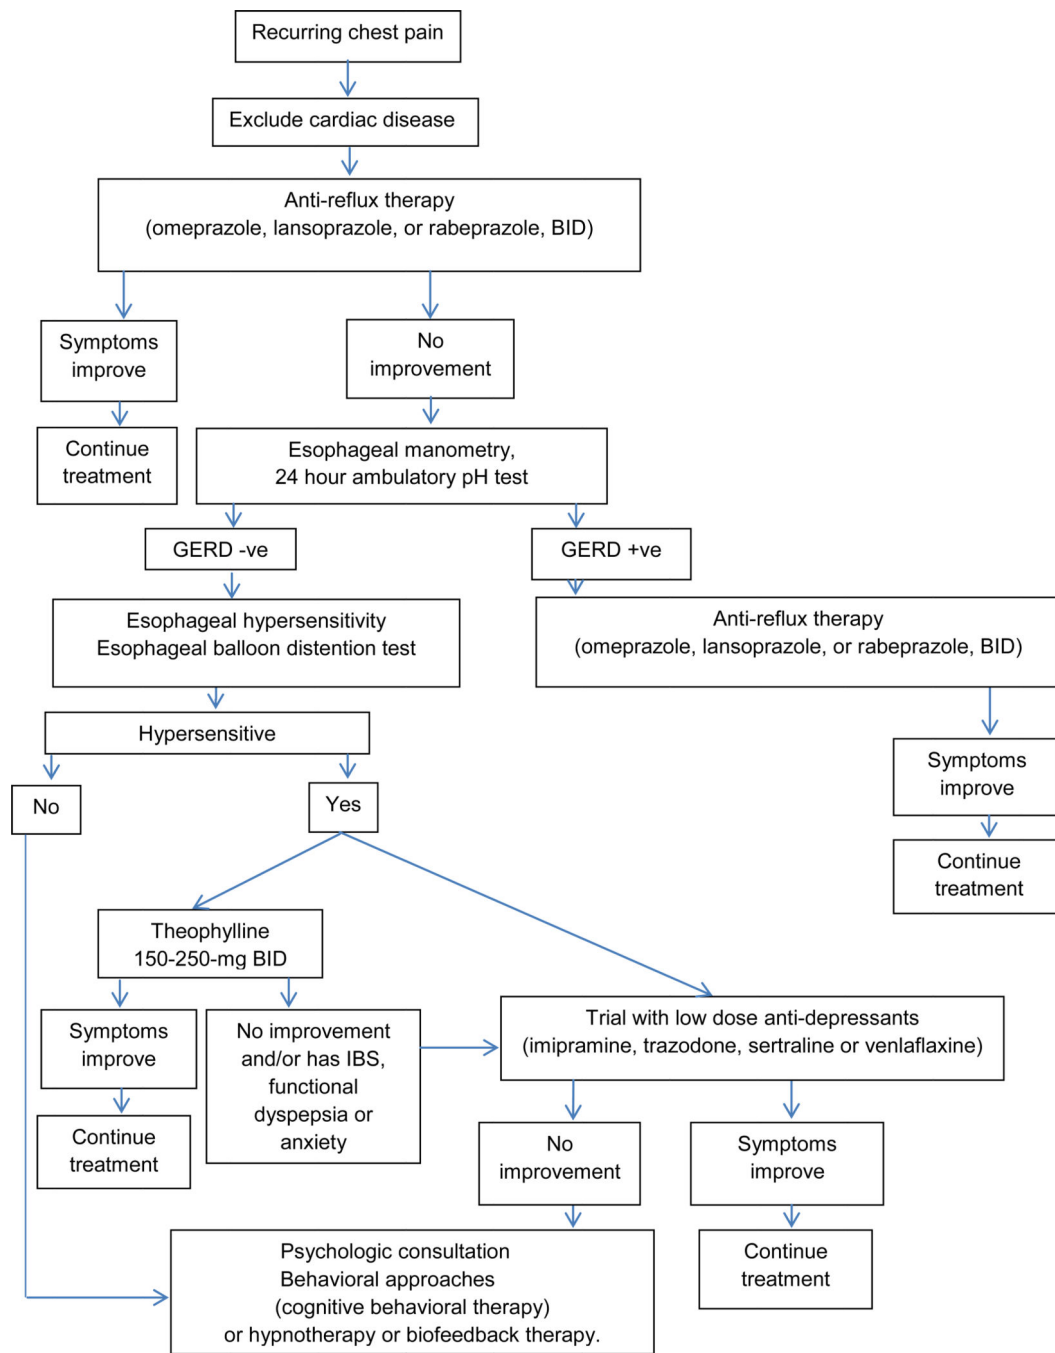 Recurring chest pain
Exclude cardiac disease
Anti-reflux therapy
(omeprazole, lansoprazole, or rabeprazole, BID)
Symptoms
improve
No
improvement
Continue
treatment
Esophageal manometry,
24 hour ambulatory pH test
GERD -ve
GERD +ve
Esophageal hypersensitivity
Esophageal balloon distention test
Anti-reflux therapy
(omeprazole, lansoprazole, or rabeprazole, BID)
Hypersensitive
Symptoms
improve
No
Yes
Continue
treatment
Theophylline
150-250-mg BID
Symptoms
improve
No improvement
and/or has IBS,
functional
dyspepsia or
anxiety
Trial with low dose anti-depressants
(imipramine, trazodone, sertraline or venlaflaxine)
Continue
treatment
No
improvement
Symptoms
improve
Psychologic consultation
Behavioral approaches
(cognitive behavioral therapy)
or hypnotherapy or biofeedback therapy.
Continue
treatment